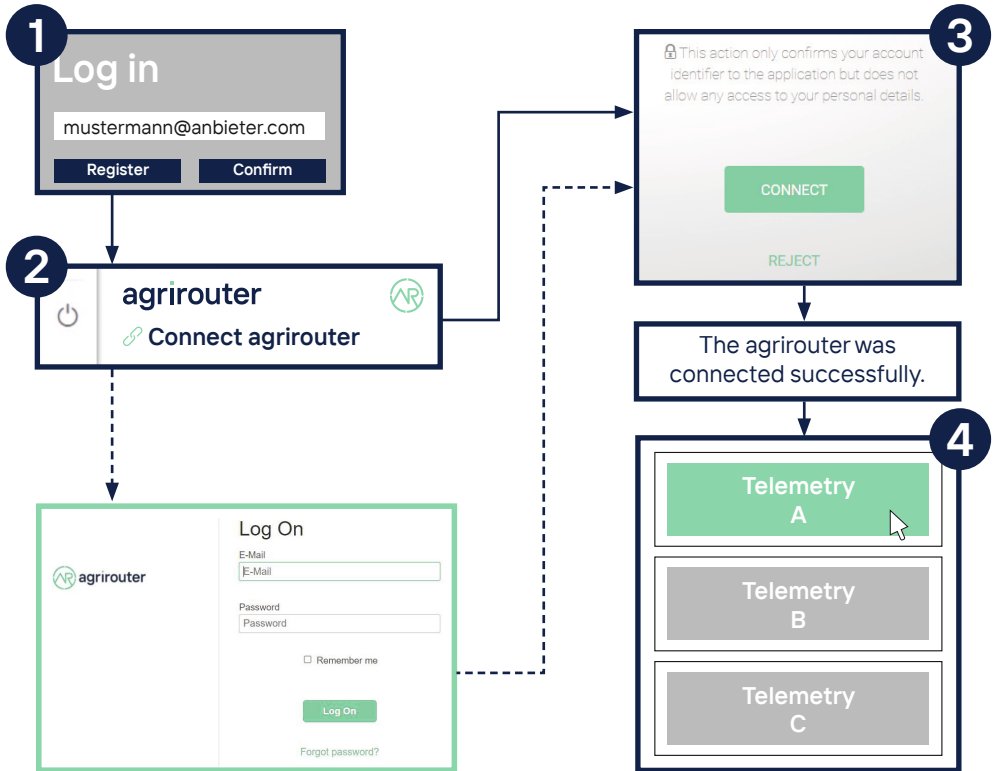 1
Log in
mustermann@anbieter.com
Register
Confirm
2
agrirouter
Connect agrirouter
AR
agrirouter
Log On
E-Mail
E-Mail
Password
Password
Remember me
Log On
Forgot password?
3
This action only confirms your account
identifier to the application but does not
allow any access to your personal details.
CONNECT
REJECT
The agrirouter was
connected successfully.
4
Telemetry
A
Telemetry
B
Telemetry
C